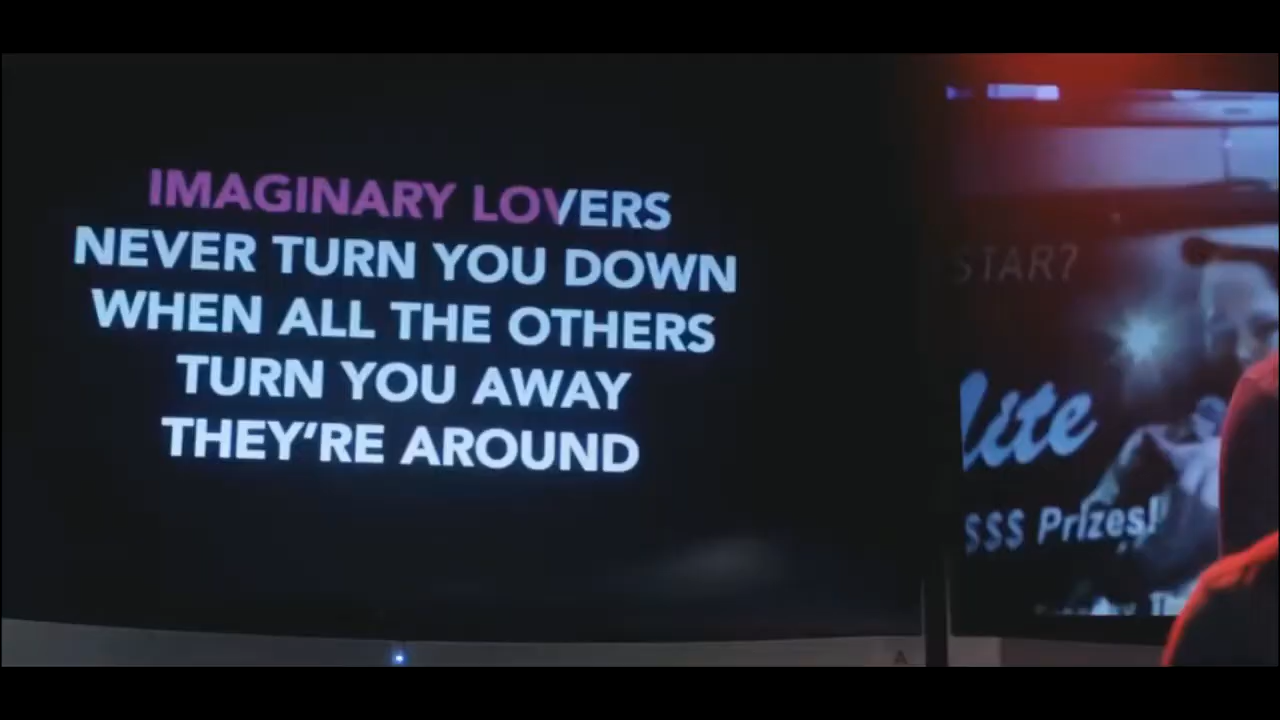 IMAGINARY LOVERS
NEVER TURN YOU DOWN
WHEN ALL THE OTHERS
TURN YOU AWAY
THEY'RE AROUND
STAR?
lite
$$$ Prizes!